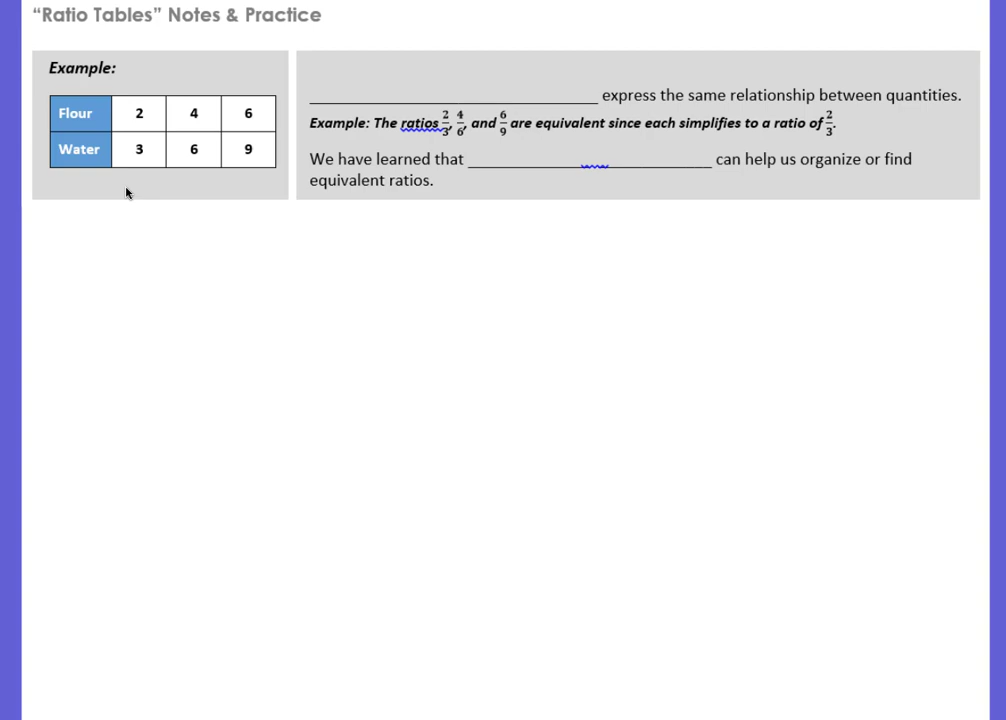 “Ratio Tables” Notes & Practice
Example:
Flour 2 4 6
Water 3 6 9
________________________________ express the same relationship between quantities.
Example: The ratios 2/3, 4/6, and 6/9 are equivalent since each simplifies to a ratio of 2/3.
We have learned that ___________________________ can help us organize or find
equivalent ratios.